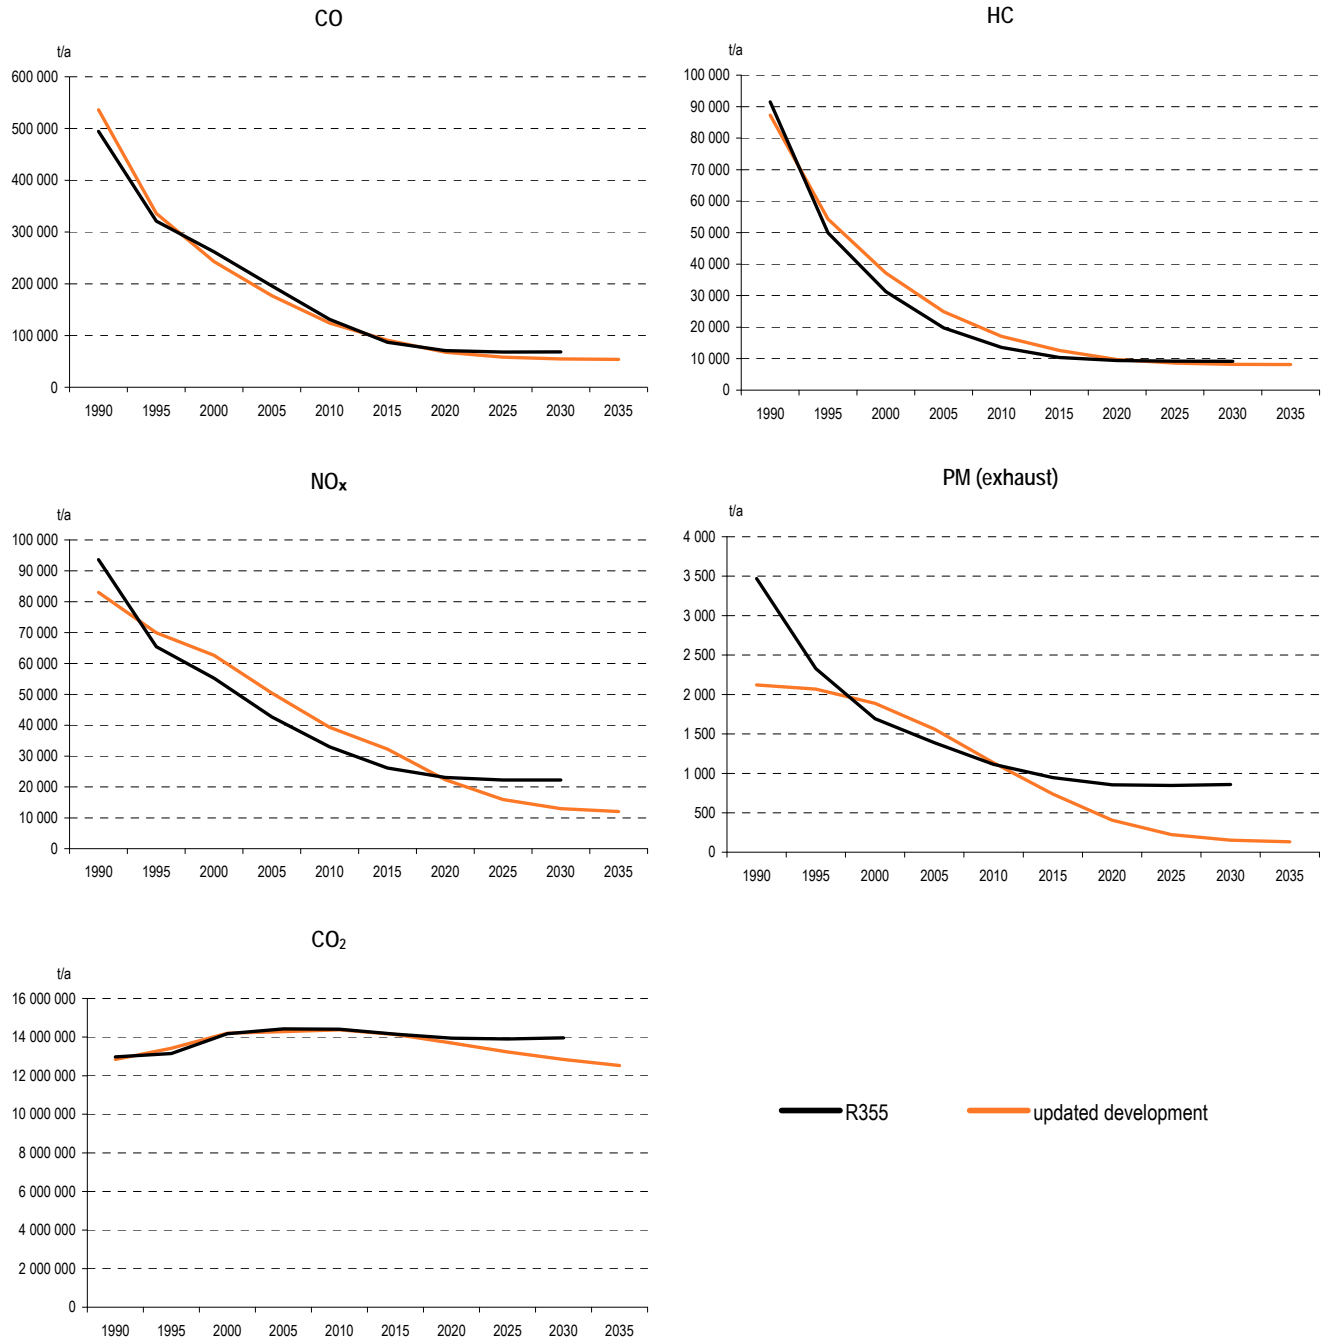 CO
t/a
600 000
500 000
400 000
300 000
200 000
100 000
0
1990 1995 2000 2005 2010 2015 2020 2025 2030 2035
HC
t/a
100 000
90 000
80 000
70 000
60 000
50 000
40 000
30 000
20 000
10 000
0
1990 1995 2000 2005 2010 2015 2020 2025 2030 2035
NOx
t/a
100 000
90 000
80 000
70 000
60 000
50 000
40 000
30 000
20 000
10 000
0
1990 1995 2000 2005 2010 2015 2020 2025 2030 2035
PM (exhaust)
t/a
4 000
3 500
3 000
2 500
2 000
1 500
1 000
500
0
1990 1995 2000 2005 2010 2015 2020 2025 2030 2035
CO₂
t/a
16 000 000
14 000 000
12 000 000
10 000 000
8 000 000
6 000 000
4 000 000
2 000 000
0
1990 1995 2000 2005 2010 2015 2020 2025 2030 2035
R355 updated development